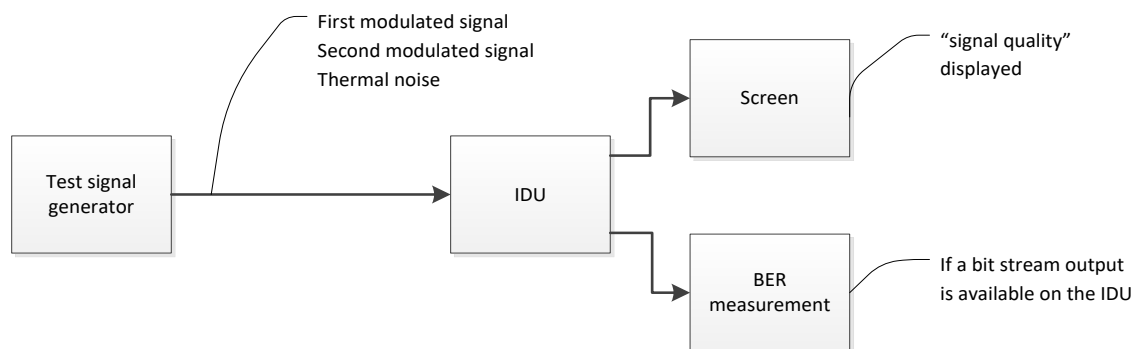 First modulated signal
Second modulated signal
Thermal noise
“signal quality”
displayed
Screen
Test signal
generator
IDU
BER
measurement
If a bit stream output
is available on the IDU